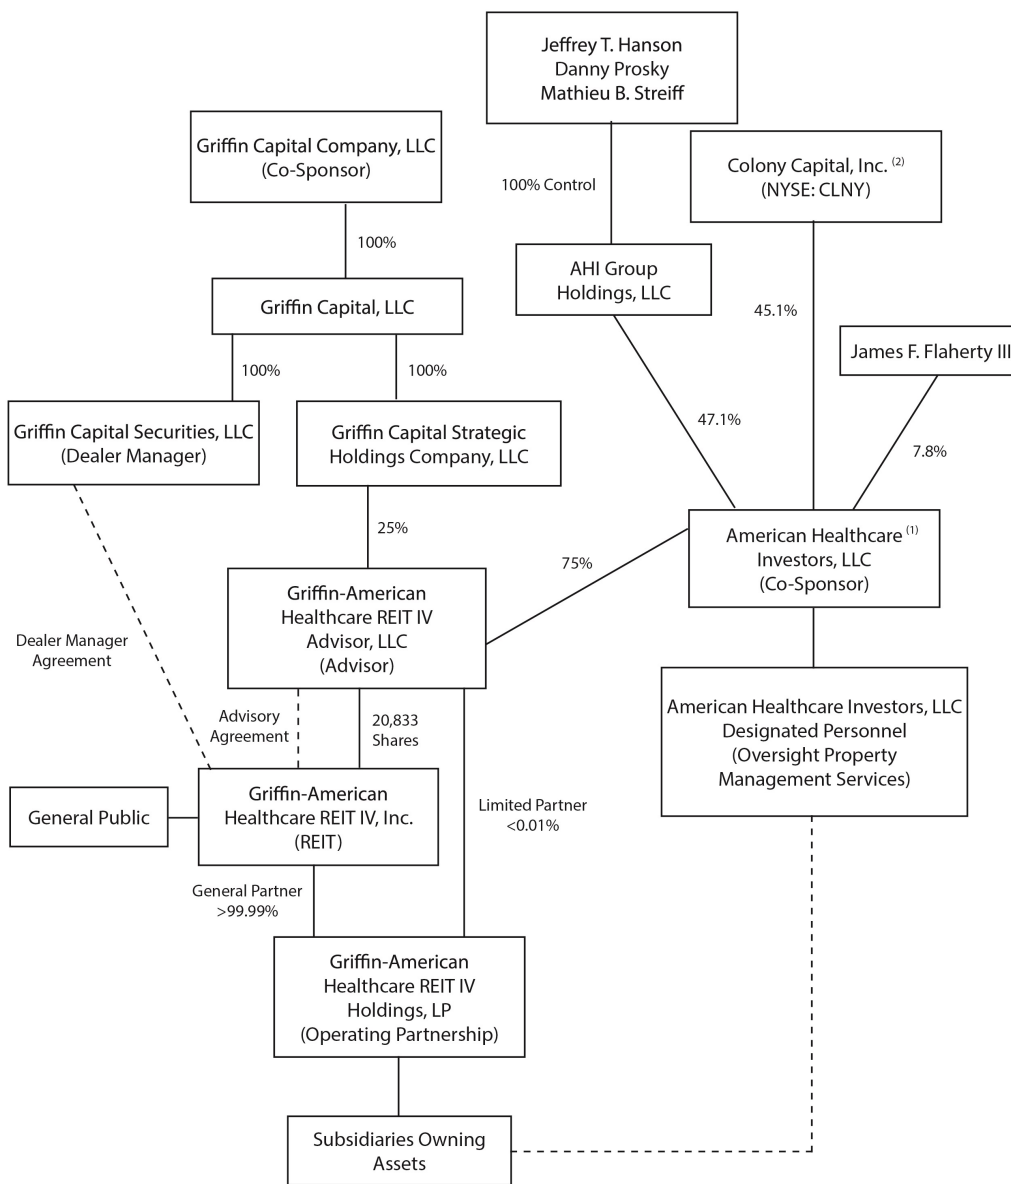 Jeffrey T. Hanson
Danny Prosky
Mathieu B. Streiff
Griffin Capital Company, LLC
(Co-Sponsor)
Colony Capital, Inc. (2)
(NYSE: CLNY)
100% Control
100%
AHI Group
Holdings, LLC
Griffin Capital, LLC
45.1%
James F. Flaherty III
100%
100%
47.1%
Griffin Capital Securities, LLC
(Dealer Manager)
Griffin Capital Strategic
Holdings Company, LLC
7.8%
25%
American Healthcare (1)
Investors, LLC
(Co-Sponsor)
75%
Griffin-American
Healthcare REIT IV
Advisor, LLC
(Advisor)
Dealer Manager
Agreement
American Healthcare Investors, LLC
Designated Personnel
(Oversight Property
Management Services)
Advisory
Agreement
20,833
Shares
General Public
Griffin-American
Healthcare REIT IV, Inc.
(REIT)
Limited Partner
<0.01%
General Partner
>99.99%
Griffin-American
Healthcare REIT IV
Holdings, LP
(Operating Partnership)
Subsidiaries Owning
Assets